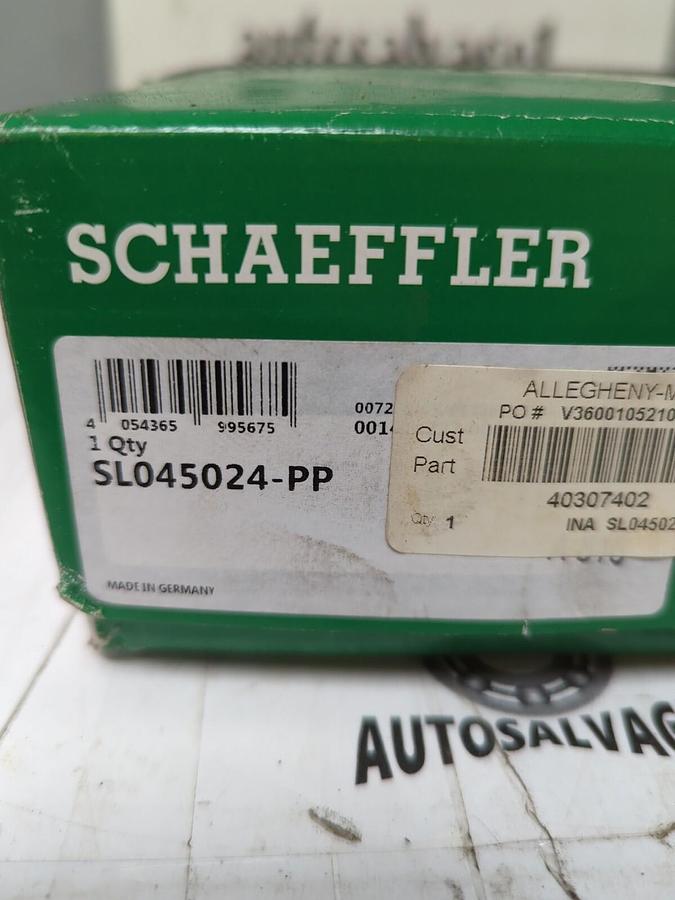 SCHAEFFLER
4 054365 995675
1 Qty
SL045024-PP
MADE IN GERMANY
0072
001
ALLEGHENY-M
PO # V3600105210
Cust
Part
40307402
Qty 1
INA SL04502
AUTOSALVAG